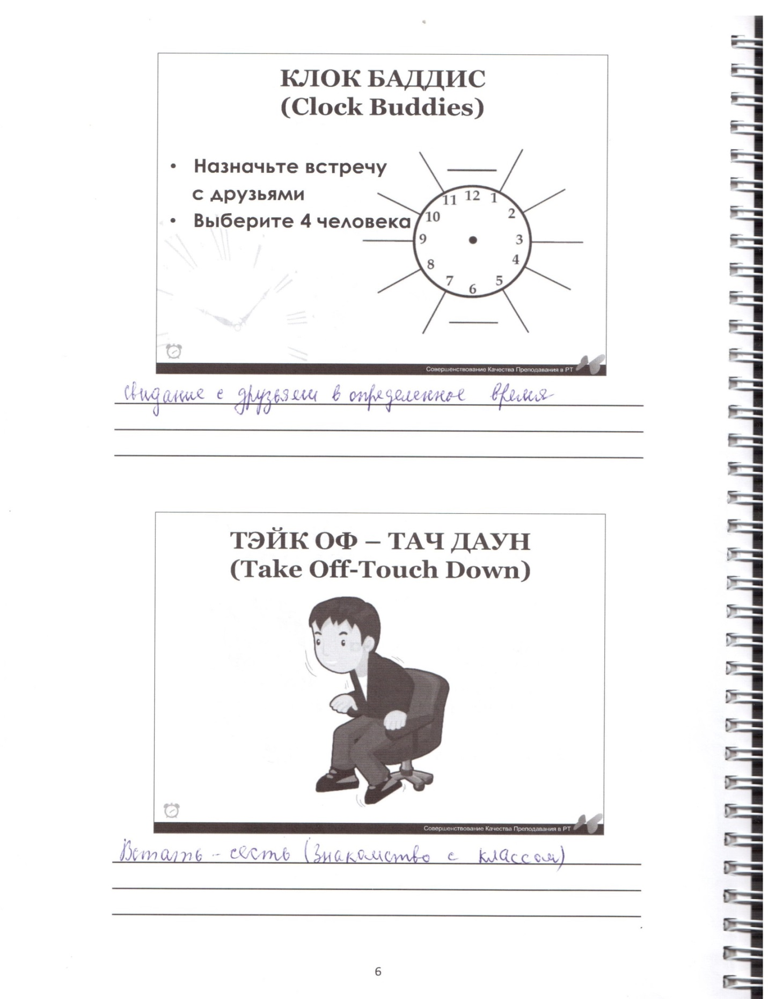 КЛОК БАДДИС
(Clock Buddies)
• Назначьте встречу
с друзьями
• Выберите 4 человека
11 12 1
10 2
9 3
8 4
7 6 5
Совершенствование Качества Преподавания в РТ
свидание с друзьями в определенное время
ТЭЙК ОФ – ТАЧ ДАУН
(Take Off-Touch Down)
Совершенствование Качества Преподавания в РТ
Встать - сесть (Знакомство с классом)
6